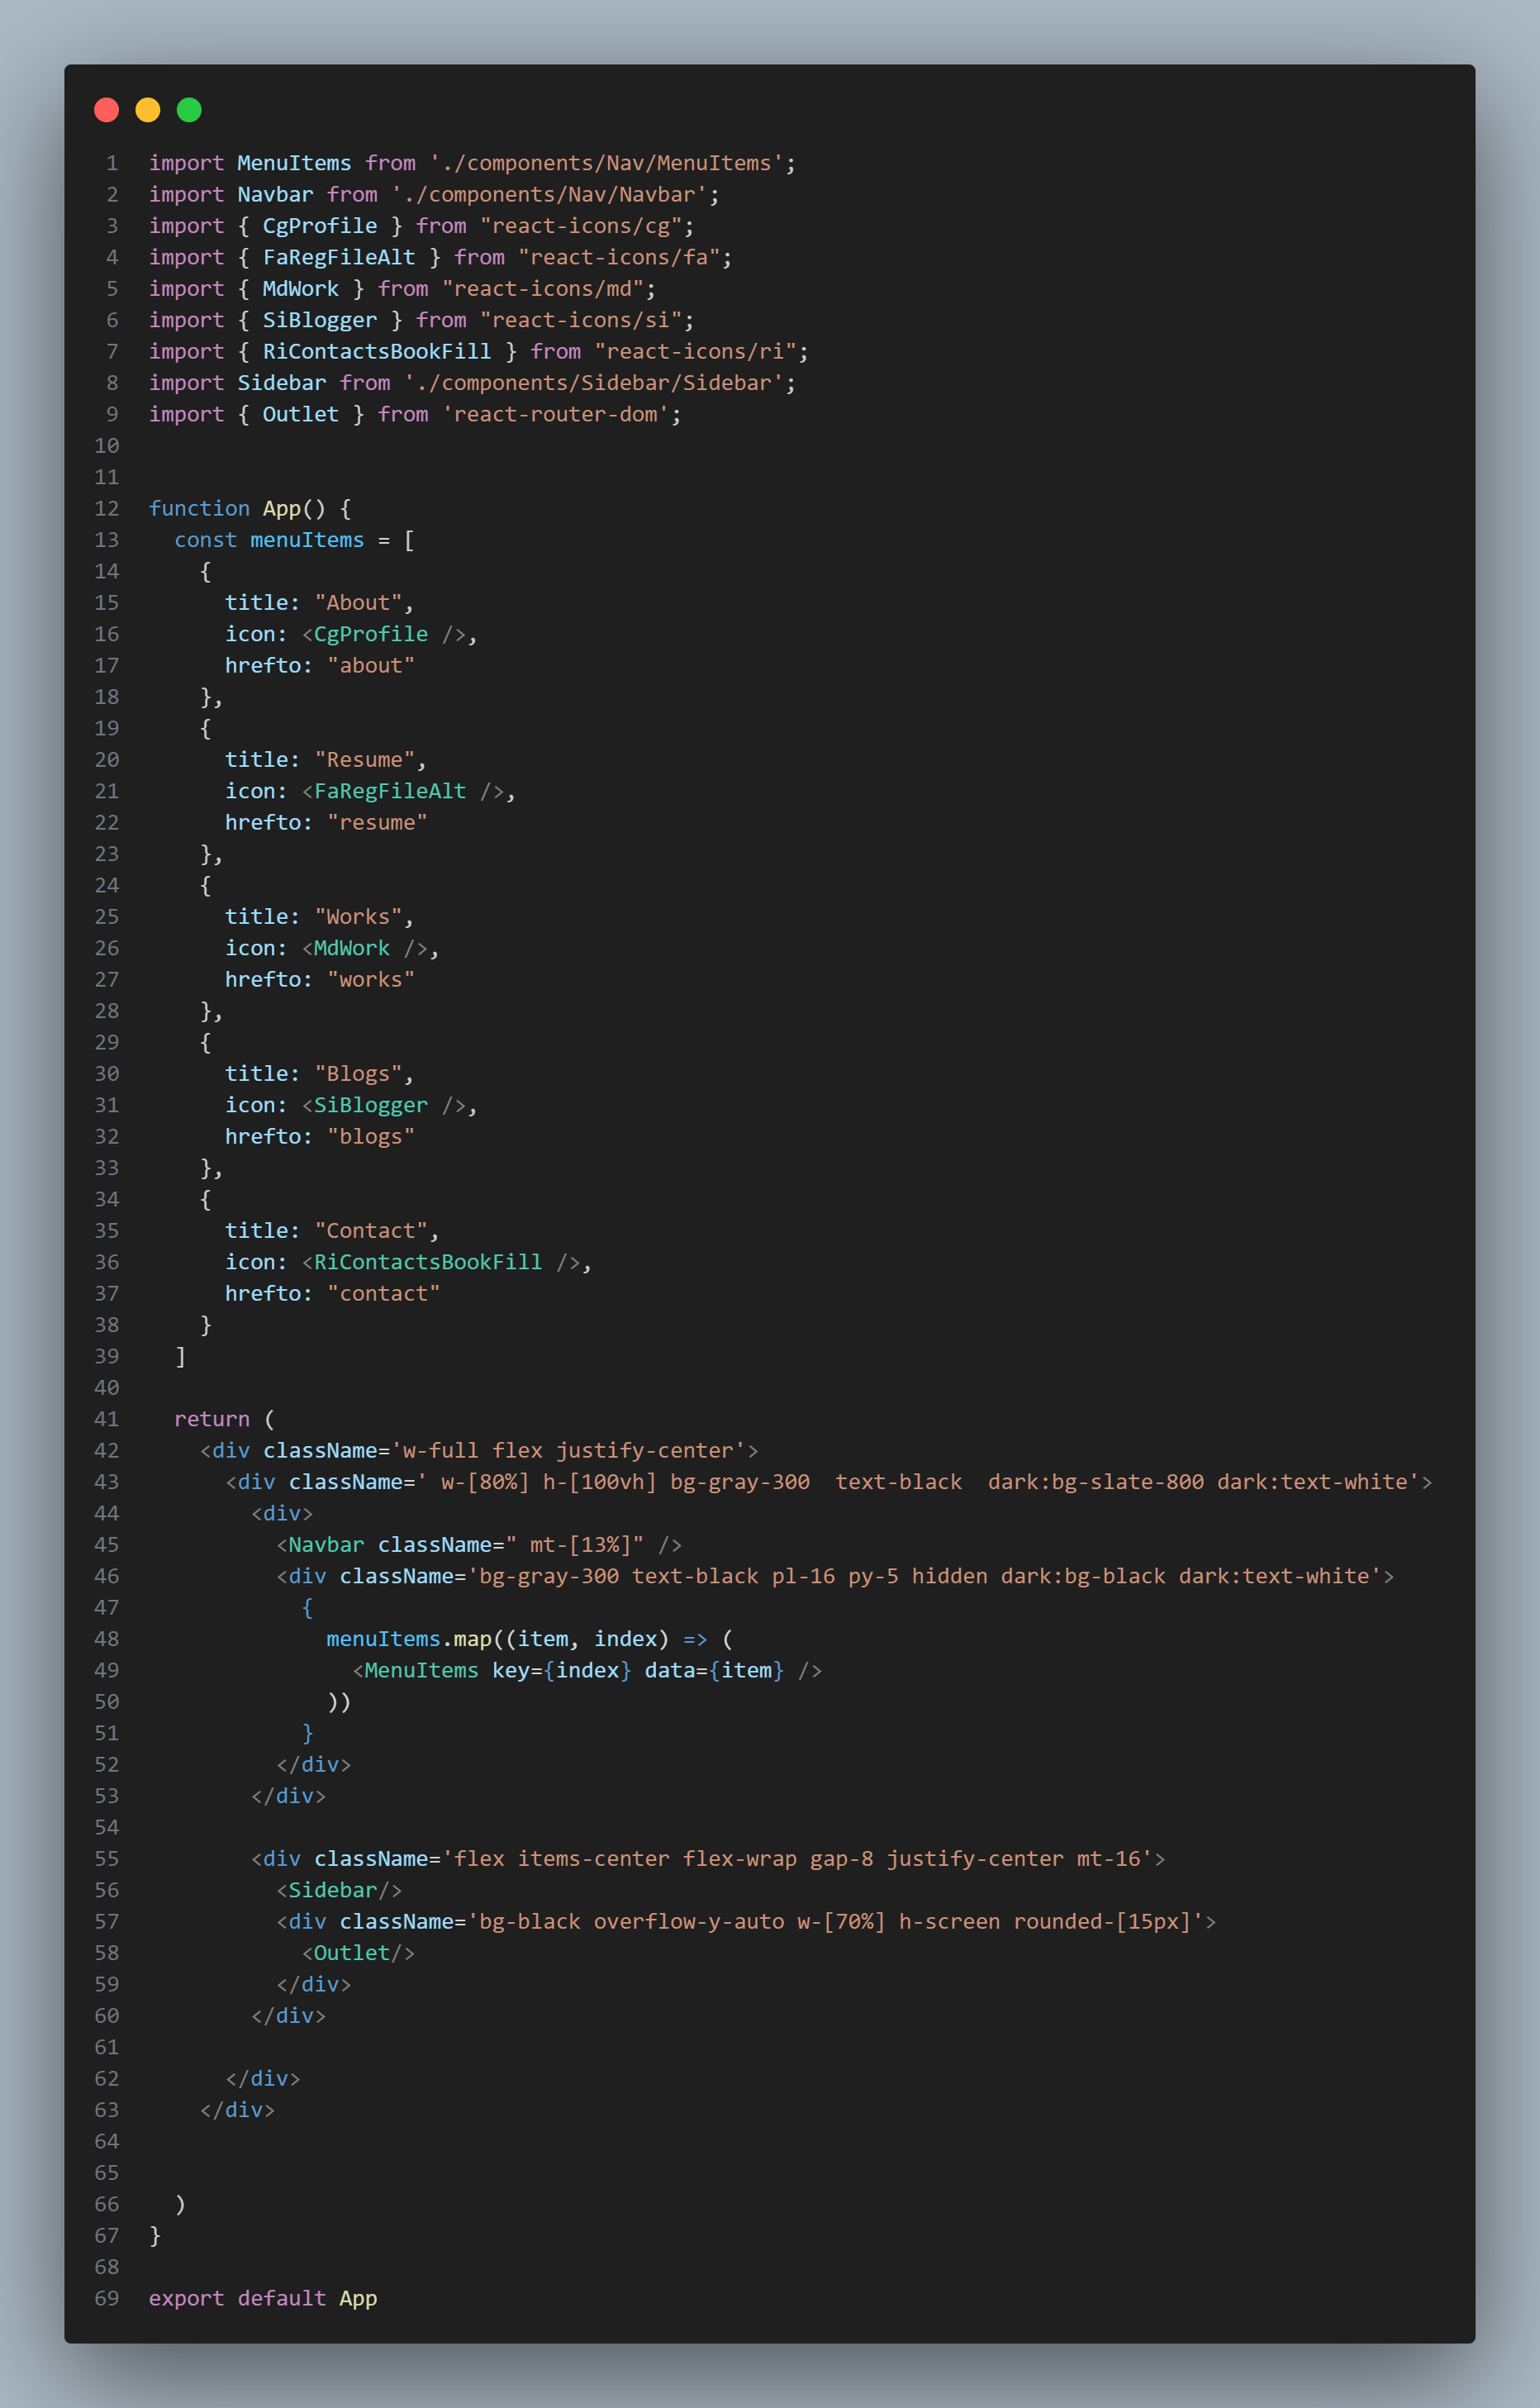 1 import MenuItems from './components/Nav/MenuItems';
2 import Navbar from './components/Nav/Navbar';
3 import { CgProfile } from "react-icons/cg";
4 import { FaRegFileAlt } from "react-icons/fa";
5 import { MdWork } from "react-icons/md";
6 import { SiBlogger } from "react-icons/si";
7 import { RiContactsBookFill } from "react-icons/ri";
8 import Sidebar from './components/Sidebar/Sidebar';
9 import { Outlet } from 'react-router-dom';
10
11
12 function App() {
13   const menuItems = [
14     {
15       title: "About",
16       icon: <CgProfile />,
17       hrefto: "about"
18     },
19     {
20       title: "Resume",
21       icon: <FaRegFileAlt />,
22       hrefto: "resume"
23     },
24     {
25       title: "Works",
26       icon: <MdWork />,
27       hrefto: "works"
28     },
29     {
30       title: "Blogs",
31       icon: <SiBlogger />,
32       hrefto: "blogs"
33     },
34     {
35       title: "Contact",
36       icon: <RiContactsBookFill />,
37       hrefto: "contact"
38     }
39   ]
40
41   return (
42     <div className='w-full flex justify-center'>
43       <div className=' w-[80%] h-[100vh] bg-gray-300  text-black  dark:bg-slate-800 dark:text-white'>
44         <div>
45           <Navbar className=" mt-[13%]" />
46           <div className='bg-gray-300 text-black pl-16 py-5 hidden dark:bg-black dark:text-white'>
47             {
48               menuItems.map((item, index) => (
49                 <MenuItems key={index} data={item} />
50               ))
51             }
52           </div>
53         </div>
54
55         <div className='flex items-center flex-wrap gap-8 justify-center mt-16'>
56           <Sidebar/>
57           <div className='bg-black overflow-y-auto w-[70%] h-screen rounded-[15px]'>
58             <Outlet/>
59           </div>
60         </div>
61
62       </div>
63     </div>
64
65
66   )
67 }
68
69 export default App